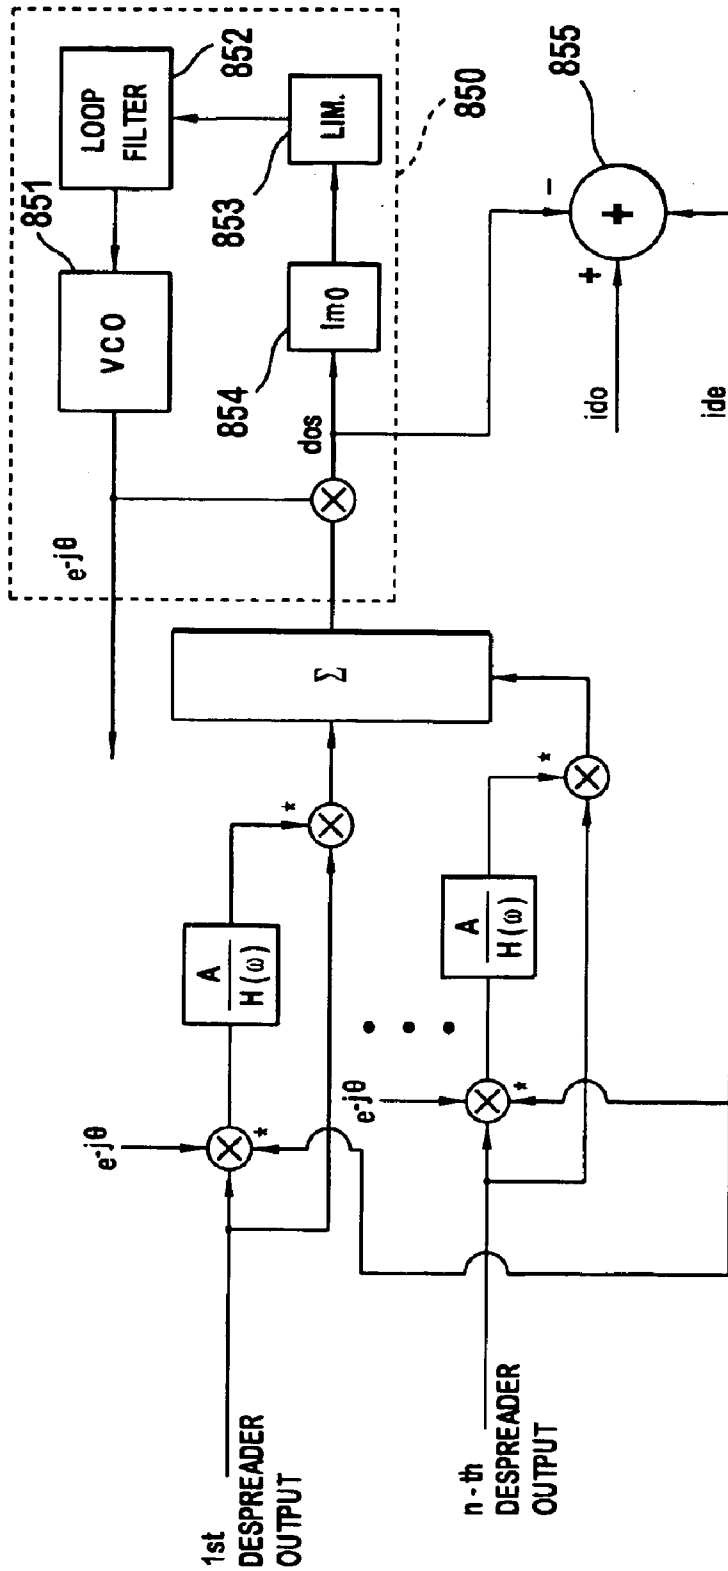 851
852
VCO
LOOP
FILTER
e-jθ
e-jθ
*
A
H(ω)
*
1st
DESPREADER
OUTPUT
Σ
dos
854
Im0
853
LIM.
850
e-jθ
*
A
H(ω)
*
n-th
DESPREADER
OUTPUT
ido
+
-
+
855
ide